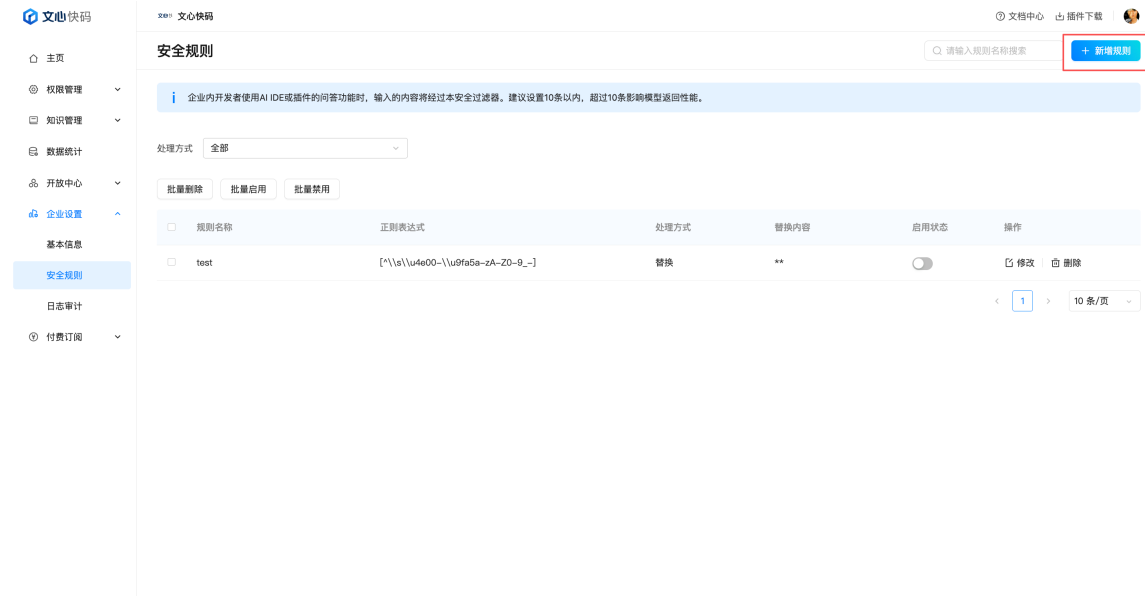 文心快码
文心快码 文档中心 插件下载
安全规则 请输入规则名称搜索 + 新增规则
主页
权限管理
知识管理
数据统计
开放中心
企业设置
基本信息
安全规则
日志审计
付费订阅
企业内开发者使用AI IDE或插件的问答功能时，输入的内容将经过本安全过滤器。建议设置10条以内，超过10条影响模型返回性能。
处理方式 全部
批量删除 批量启用 批量禁用
规则名称 正则表达式 处理方式 替换内容 启用状态 操作
test [^\\s\\u4e00-\\u9fa5a-zA-Z0-9_-] 替换 ** 修改 删除
1 10 条/页